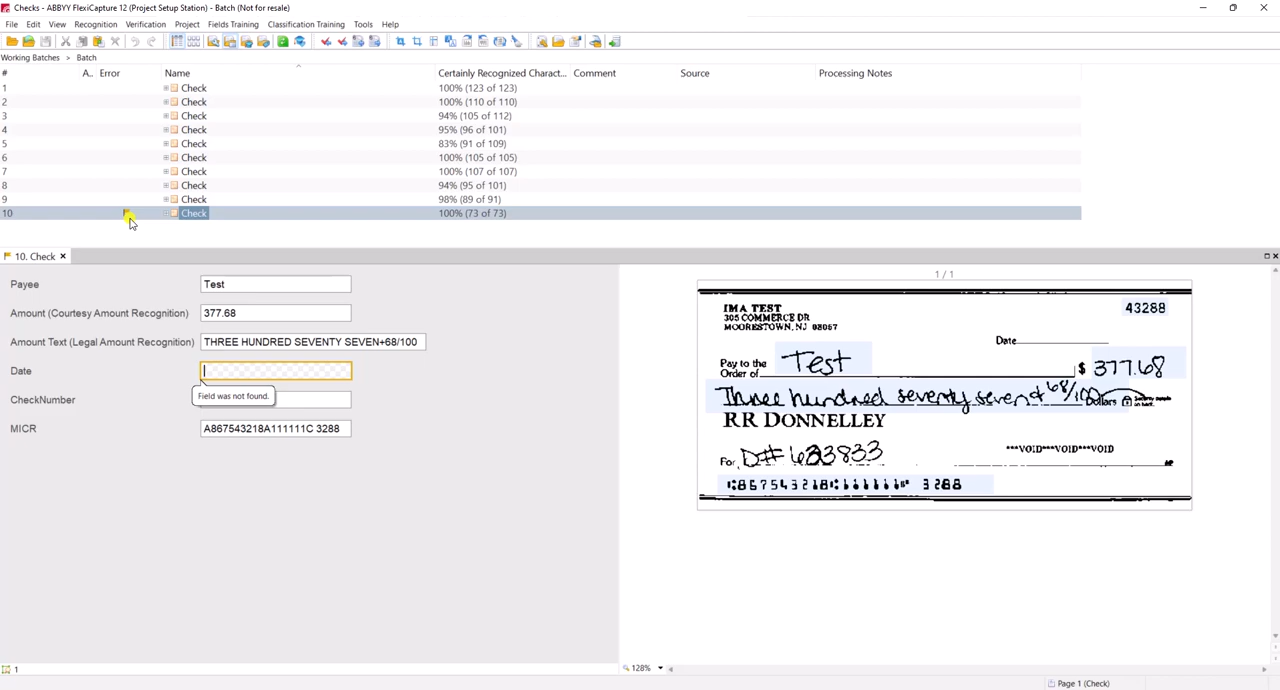 Checks - ABBYY FlexiCapture 12 (Project Setup Station) - Batch (Not for resale)
File Edit View Recognition Verification Project Fields Training Classification Training Tools Help
Working Batches > Batch
# A.. Error Name Certainly Recognized Charact... Comment Source Processing Notes
1 Check 100% (123 of 123)
2 Check 100% (110 of 110)
3 Check 94% (105 of 112)
4 Check 95% (96 of 101)
5 Check 83% (91 of 109)
6 Check 100% (105 of 105)
7 Check 100% (107 of 107)
8 Check 94% (95 of 101)
9 Check 98% (89 of 91)
10 Check 100% (73 of 73)
10. Check
Payee Test
Amount (Courtesy Amount Recognition) 377.68
Amount Text (Legal Amount Recognition) THREE HUNDRED SEVENTY SEVEN+68/100
Date
Field was not found.
CheckNumber
MICR A867543218A111111C 3288
1
1 / 1
IMA TEST
305 COMMERCE DR
MOORESTOWN, NJ 08057
43288
Date
Pay to the
Order of Test $ 377.68
Three hundred seventy seven + 68/100 Dollars Security details on back.
RR DONNELLEY
For D# 633833 ***VOID***VOID***VOID
⑆867543218⑆111111⑈ 3288
128%
Page 1 (Check)